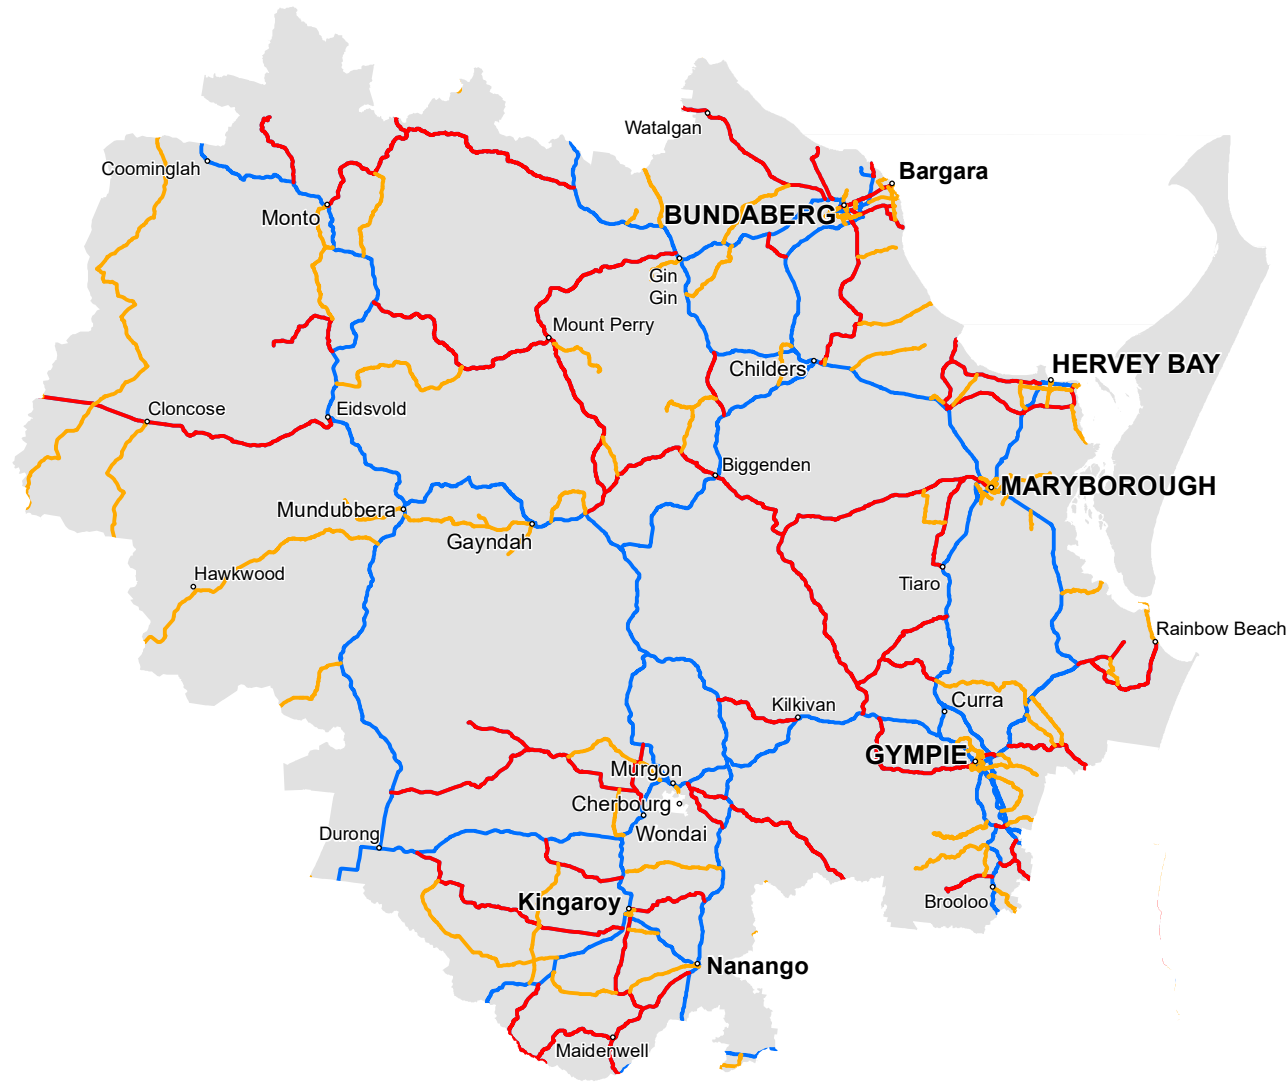 Watalgan
Coominglah
Bargara
Monto
BUNDABERG
Gin
Gin
Mount Perry
Childers
HERVEY BAY
Cloncose
Eidsvold
Biggenden
MARYBOROUGH
Mundubbera
Gayndah
Hawkwood
Tiaro
Rainbow Beach
Kilkivan
Curra
GYMPIE
Murgon
Cherbourg
Wondai
Durong
Kingaroy
Brooloo
Nanango
Maidenwell